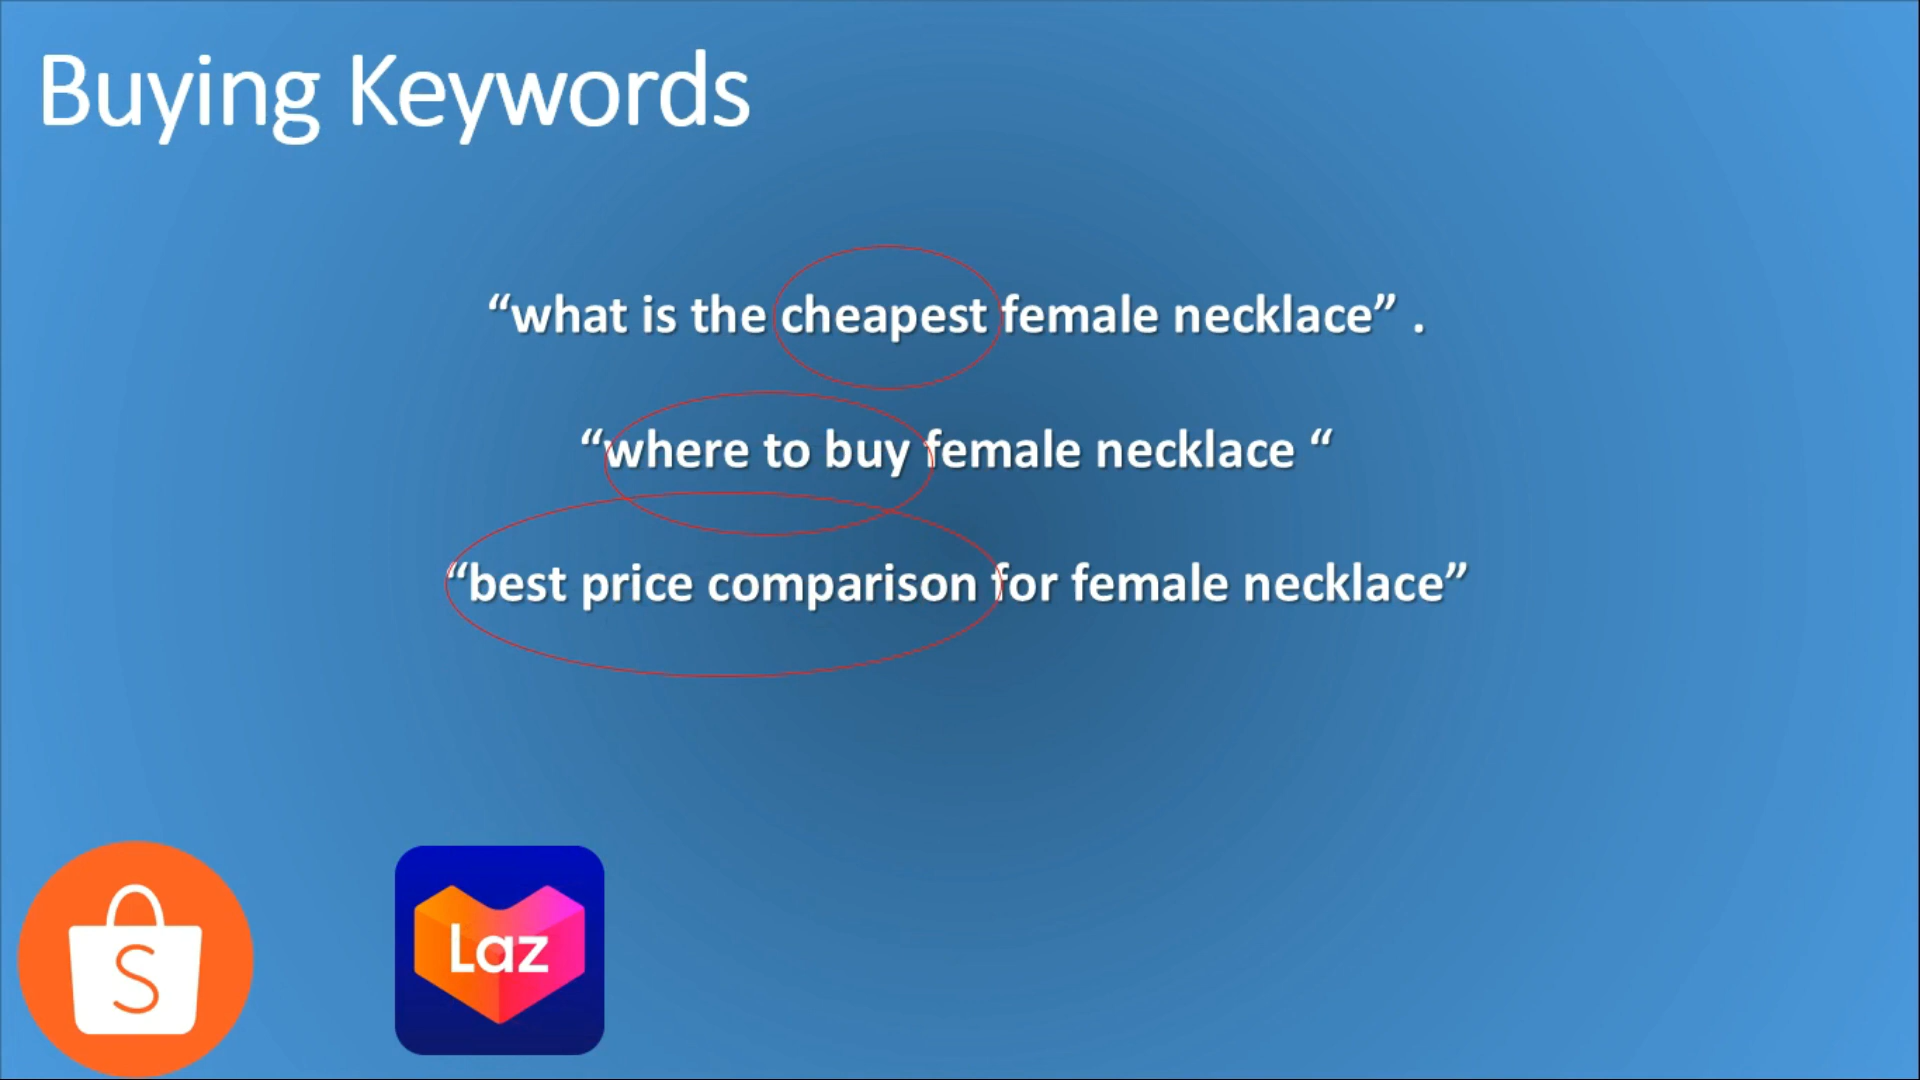 Buying Keywords
“what is the cheapest female necklace” .
“where to buy female necklace “
“best price comparison for female necklace”
S
Laz